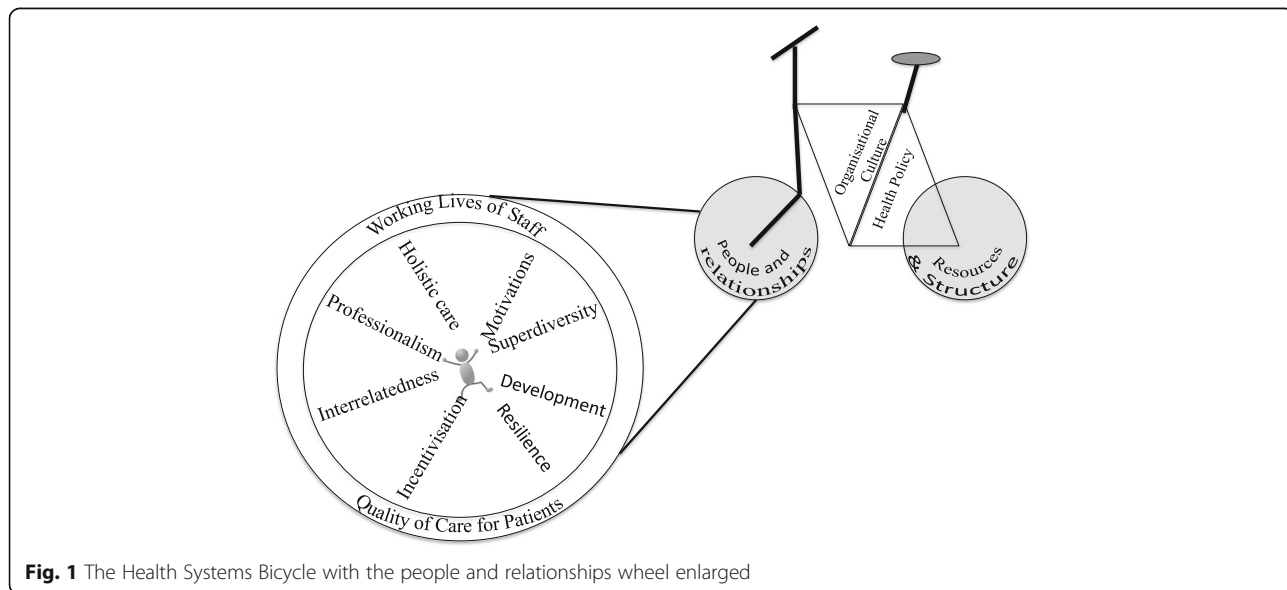 Organisational
Culture
Health Policy
People and
relationships
Resources
& Structure
Working Lives of Staff
Holistic care
Motivations
Professionalism
Superdiversity
Interrelatedness
Development
Incentivisation
Resilience
Quality of Care for Patients
Fig. 1 The Health Systems Bicycle with the people and relationships wheel enlarged